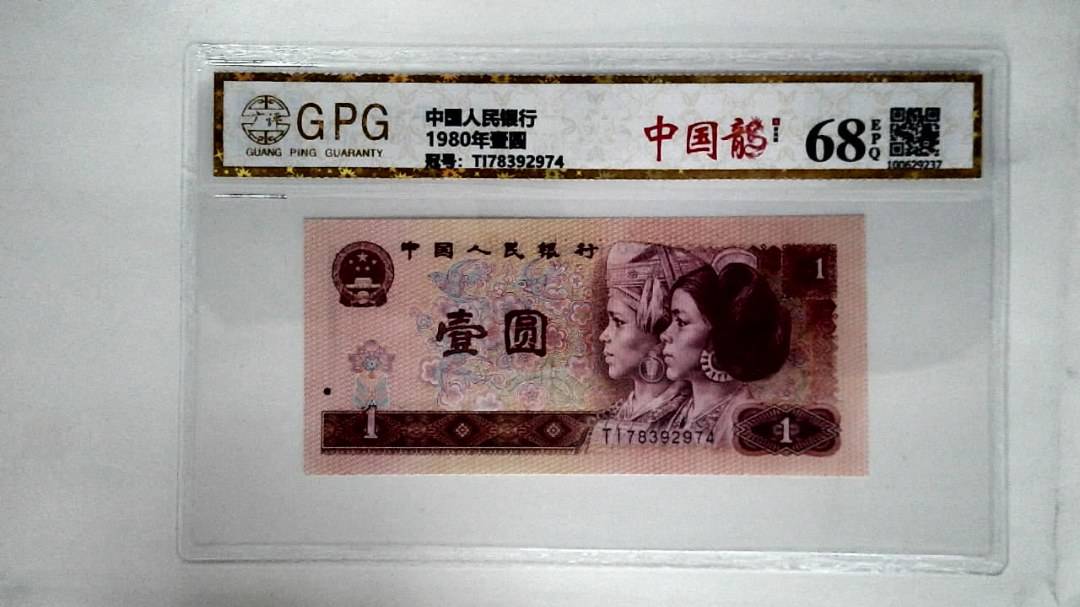 GPG
GUANG PING GUARANTY
中国人民银行
1980年壹圆
冠号：TI78392974
中国龍
68
EPQ
100629237
中国人民银行
1
壹圆
1
TI78392974
1